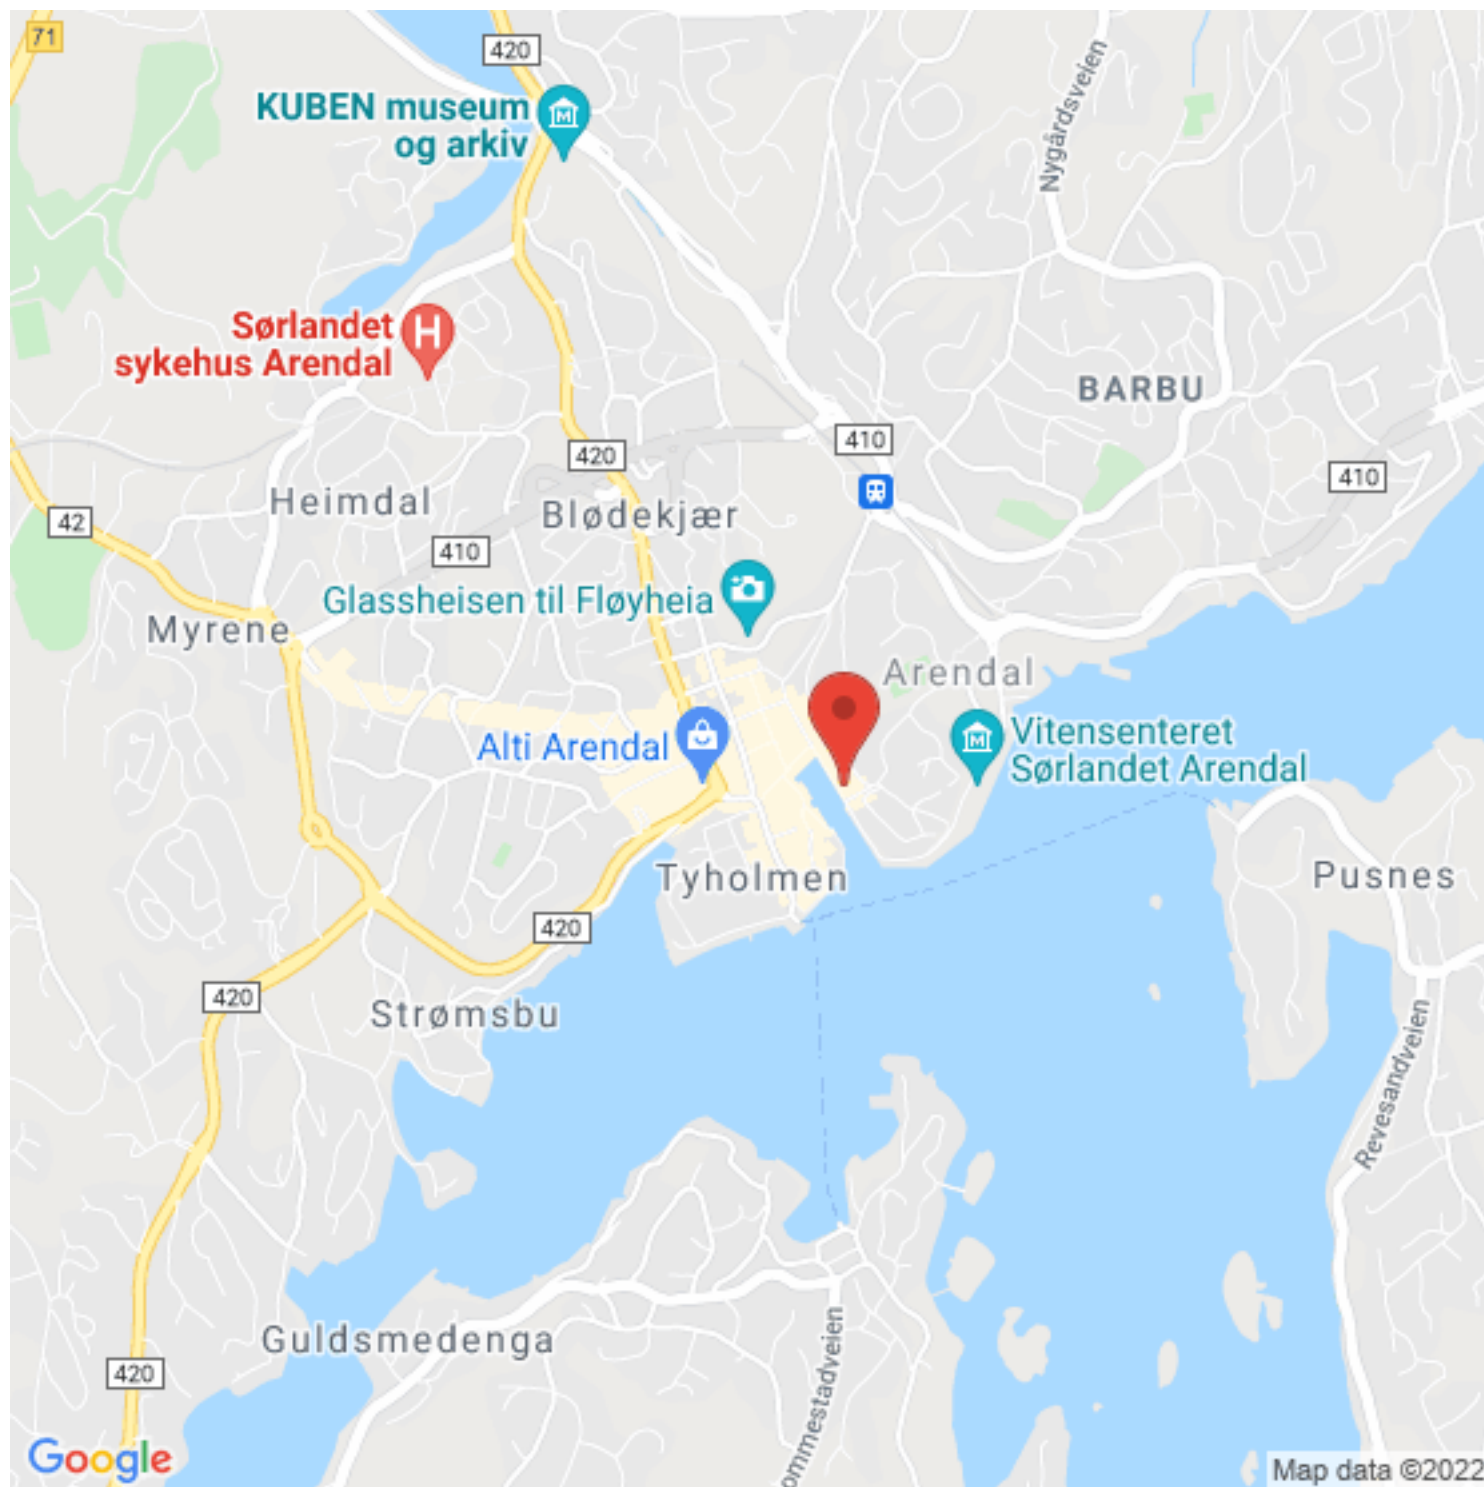 71
420
KUBEN museum
og arkiv
Nygårdsveien
Sørlandet
sykehus Arendal
BARBU
410
420
410
Heimdal
42
Blødekjær
410
Glassheisen til Fløyheia
Myrene
Arendal
Alti Arendal
Vitensenteret
Sørlandet Arendal
Tyholmen
Pusnes
420
420
Strømsbu
Revesandveien
Guldsmedenga
420
ommestadveien
Google
Map data ©2022